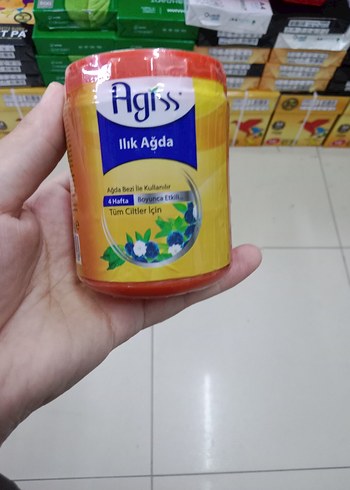 Agiss
Ilık Ağda
Ağda Bezi İle Kullanılır
4 Hafta Boyunca Etkili
Tüm Ciltler İçin